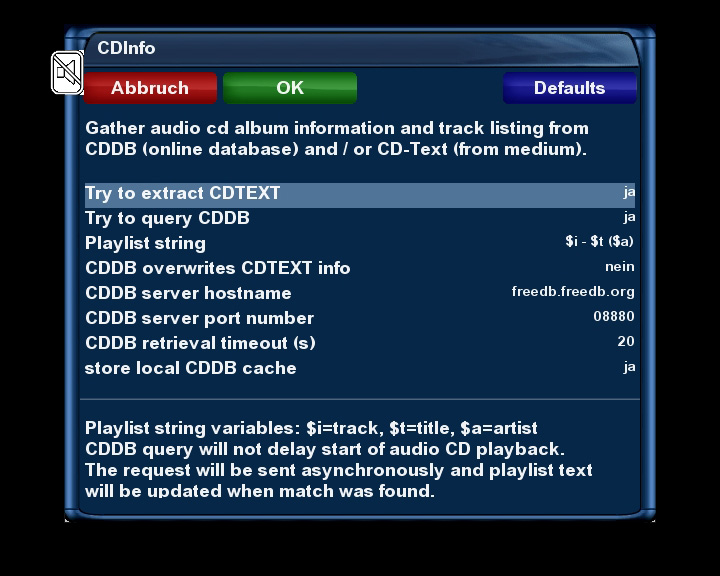 CDInfo
Abbruch OK Defaults
Gather audio cd album information and track listing from
CDDB (online database) and / or CD-Text (from medium).
Try to extract CDTEXT ja
Try to query CDDB ja
Playlist string $i - $t ($a)
CDDB overwrites CDTEXT info nein
CDDB server hostname freedb.freedb.org
CDDB server port number 08880
CDDB retrieval timeout (s) 20
store local CDDB cache ja
Playlist string variables: $i=track, $t=title, $a=artist
CDDB query will not delay start of audio CD playback.
The request will be sent asynchronously and playlist text
will be updated when match was found.